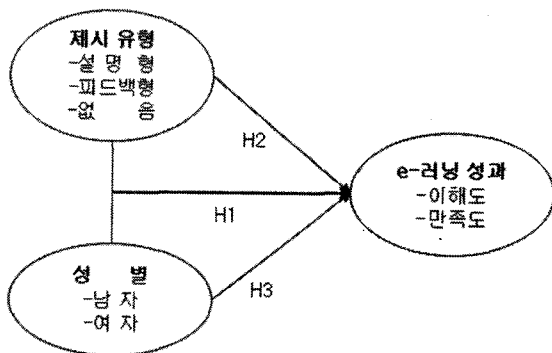 제시 유형
-설 명 형
-피드백형
-없 음
H2
e-러닝 성과
-이해도
-만족도
H1
성 별
-남 자
-여 자
H3